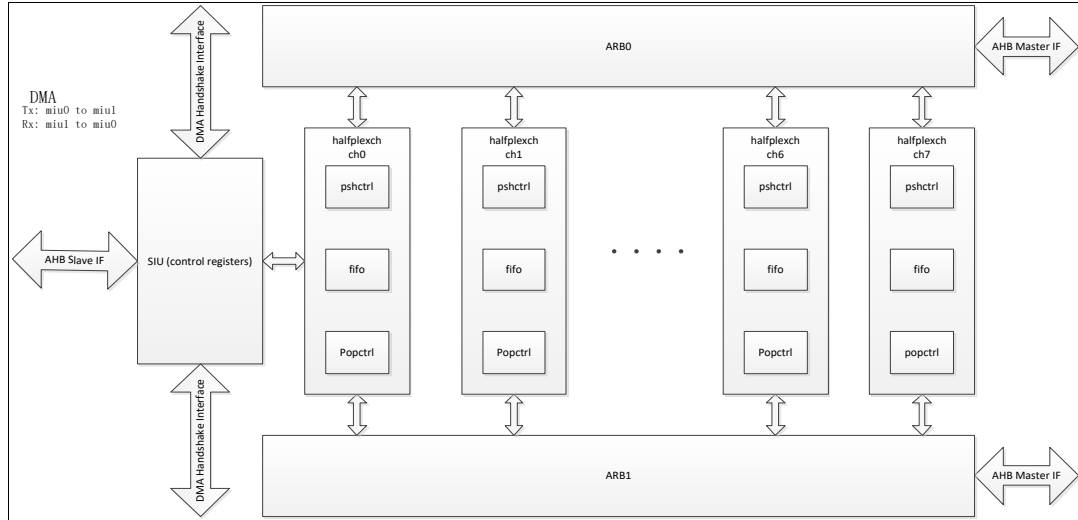 ARB0
AHB Master IF
DMA Handshake Interface
DMA
Tx: miu0 to miu1
Rx: miu1 to miu0
halfplexch
ch0
halfplexch
ch1
halfplexch
ch6
halfplexch
ch7
pshctrl
pshctrl
pshctrl
pshctrl
AHB Slave IF
SIU (control registers)
fifo
fifo
. . . .
fifo
fifo
Popctrl
Popctrl
Popctrl
popctrl
DMA Handshake Interface
ARB1
AHB Master IF